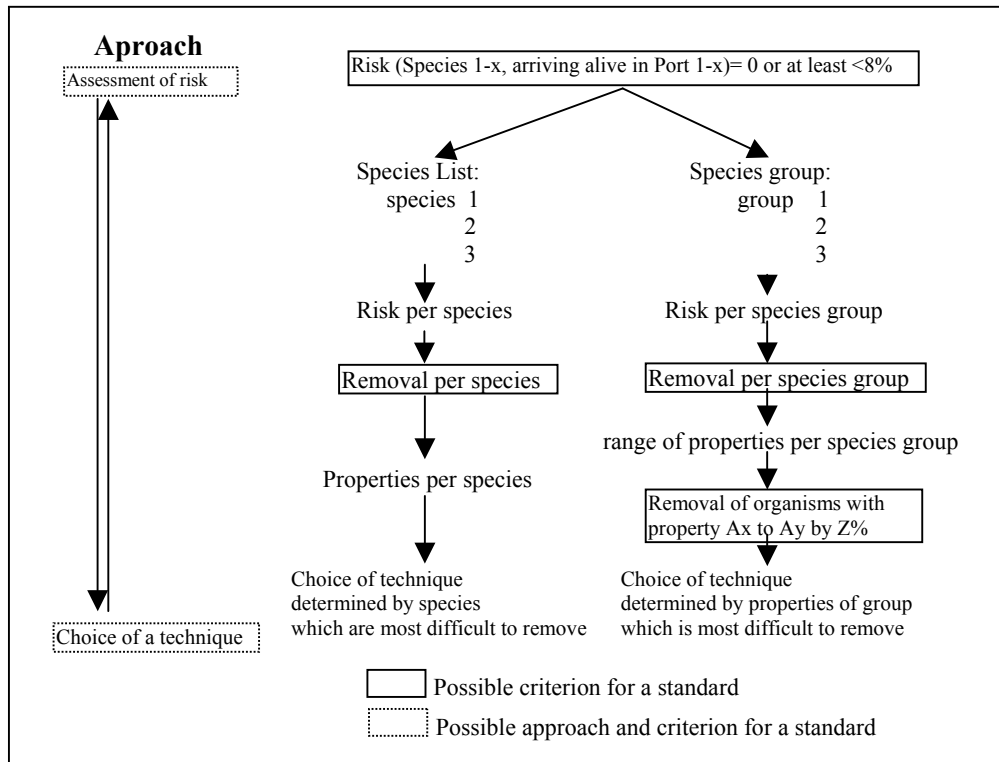 Aproach
Assessment of risk
Risk (Species 1-x, arriving alive in Port 1-x)= 0 or at least <8%
Species List:
species 1
2
3
Species group:
group 1
2
3
Risk per species
Risk per species group
Removal per species
Removal per species group
range of properties per species group
Properties per species
Removal of organisms with
property Ax to Ay by Z%
Choice of technique
determined by species
which are most difficult to remove
Choice of technique
determined by properties of group
which is most difficult to remove
Choice of a technique
Possible criterion for a standard
Possible approach and criterion for a standard